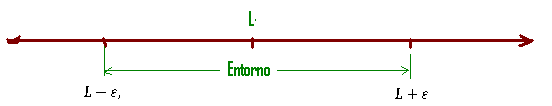 L
Entorno
L − ε,
L + ε